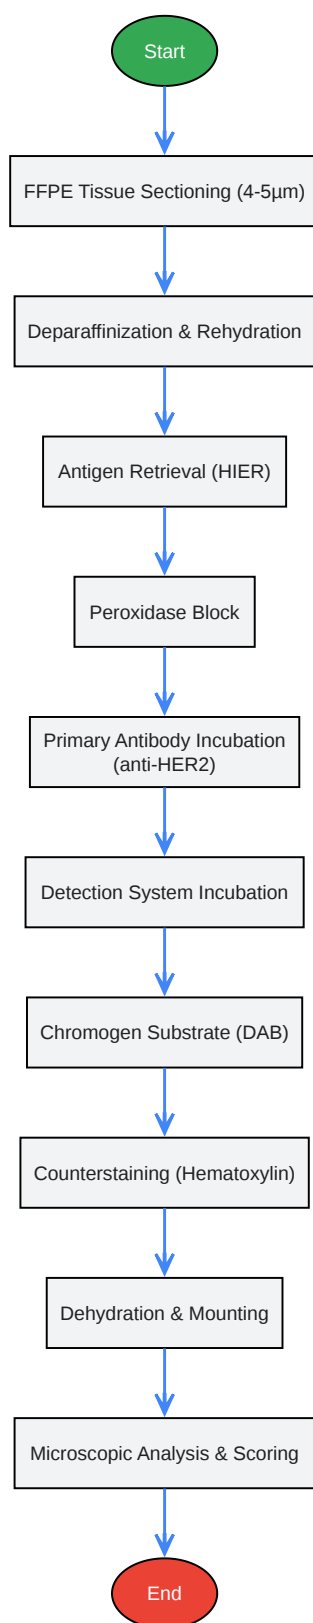 Start
FFPE Tissue Sectioning (4-5µm)
Deparaffinization & Rehydration
Antigen Retrieval (HIER)
Peroxidase Block
Primary Antibody Incubation
(anti-HER2)
Detection System Incubation
Chromogen Substrate (DAB)
Counterstaining (Hematoxylin)
Dehydration & Mounting
Microscopic Analysis & Scoring
End